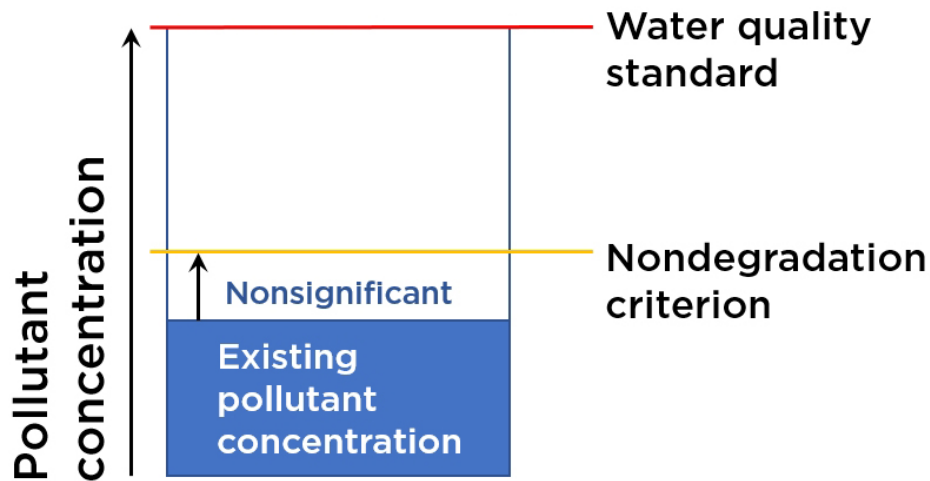 Water quality
standard
Pollutant
concentration
Nondegradation
criterion
Nonsignificant
Existing
pollutant
concentration